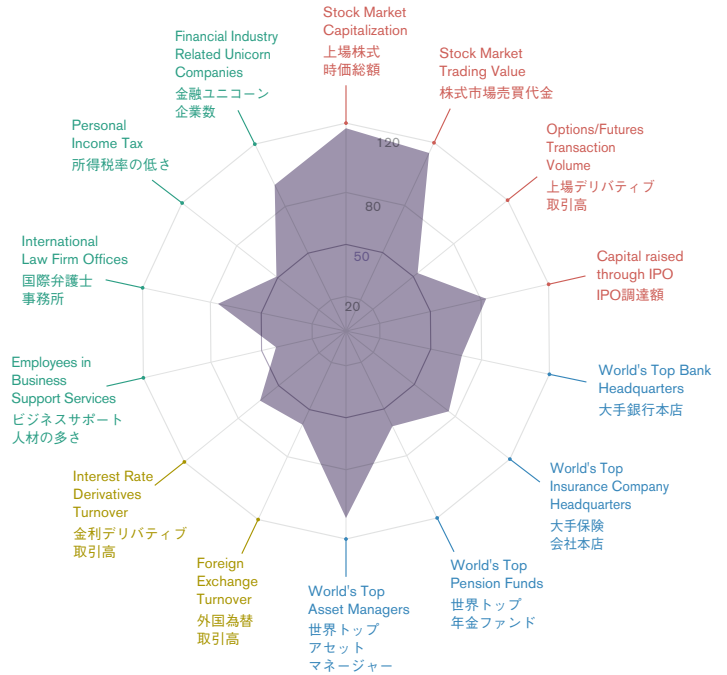 Stock Market
Capitalization
上場株式
時価総額
Stock Market
Trading Value
株式市場売買代金
Options/Futures
Transaction
Volume
上場デリバティブ
取引高
Capital raised
through IPO
IPO調達額
World's Top Bank
Headquarters
大手銀行本店
World's Top
Insurance Company
Headquarters
大手保険
会社本店
World's Top
Pension Funds
世界トップ
年金ファンド
World's Top
Asset Managers
世界トップ
アセット
マネージャー
Foreign
Exchange
Turnover
外国為替
取引高
Interest Rate
Derivatives
Turnover
金利デリバティブ
取引高
Employees in
Business
Support Services
ビジネスサポート
人材の多さ
International
Law Firm Offices
国際弁護士
事務所
Personal
Income Tax
所得税率の低さ
Financial Industry
Related Unicorn
Companies
金融ユニコーン
企業数
120
80
50
20